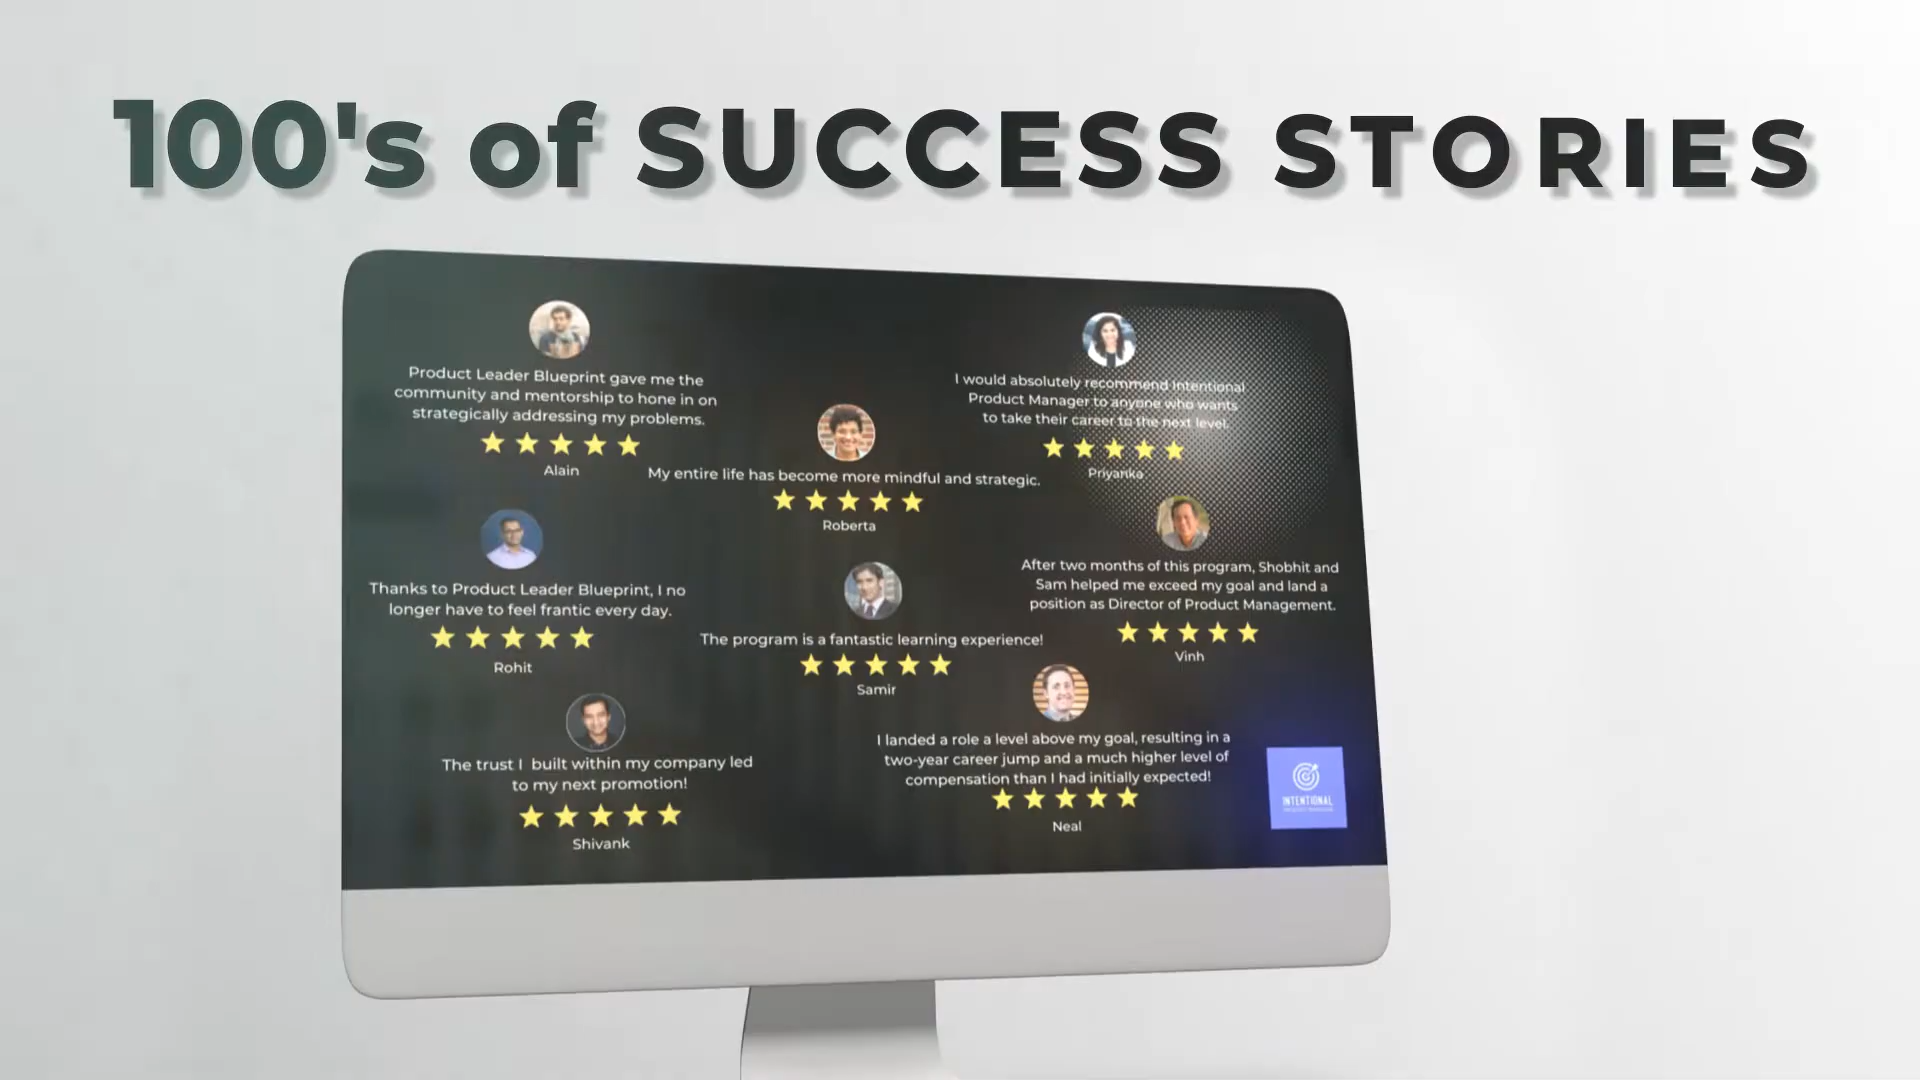 100's of SUCCESS STORIES
Product Leader Blueprint gave me the
community and mentorship to hone in on
strategically addressing my problems.
Alain
My entire life has become more mindful and strategic.
Roberta
I would absolutely recommend Intentional
Product Manager to anyone who wants
to take their career to the next level.
Priyanka
Thanks to Product Leader Blueprint, I no
longer have to feel frantic every day.
Rohit
The program is a fantastic learning experience!
Samir
After two months of this program, Shobhit and
Sam helped me exceed my goal and land a
position as Director of Product Management.
Vinh
The trust I built within my company led
to my next promotion!
Shivank
I landed a role a level above my goal, resulting in a
two-year career jump and a much higher level of
compensation than I had initially expected!
Neal
INTENTIONAL